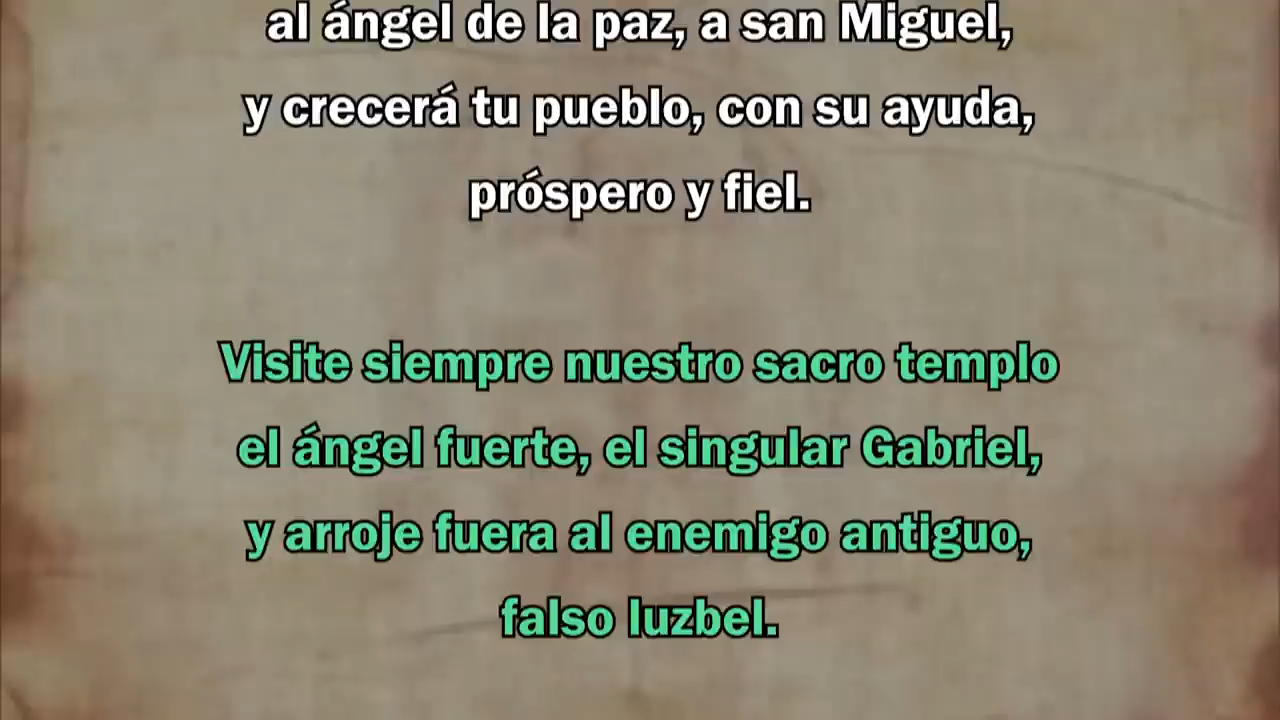 al ángel de la paz, a san Miguel,
y crecerá tu pueblo, con su ayuda,
próspero y fiel.
Visite siempre nuestro sacro templo
el ángel fuerte, el singular Gabriel,
y arroje fuera al enemigo antiguo,
falso luzbel.